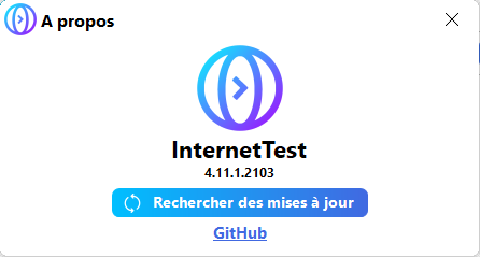 A propos
InternetTest
4.11.1.2103
Rechercher des mises à jour
GitHub